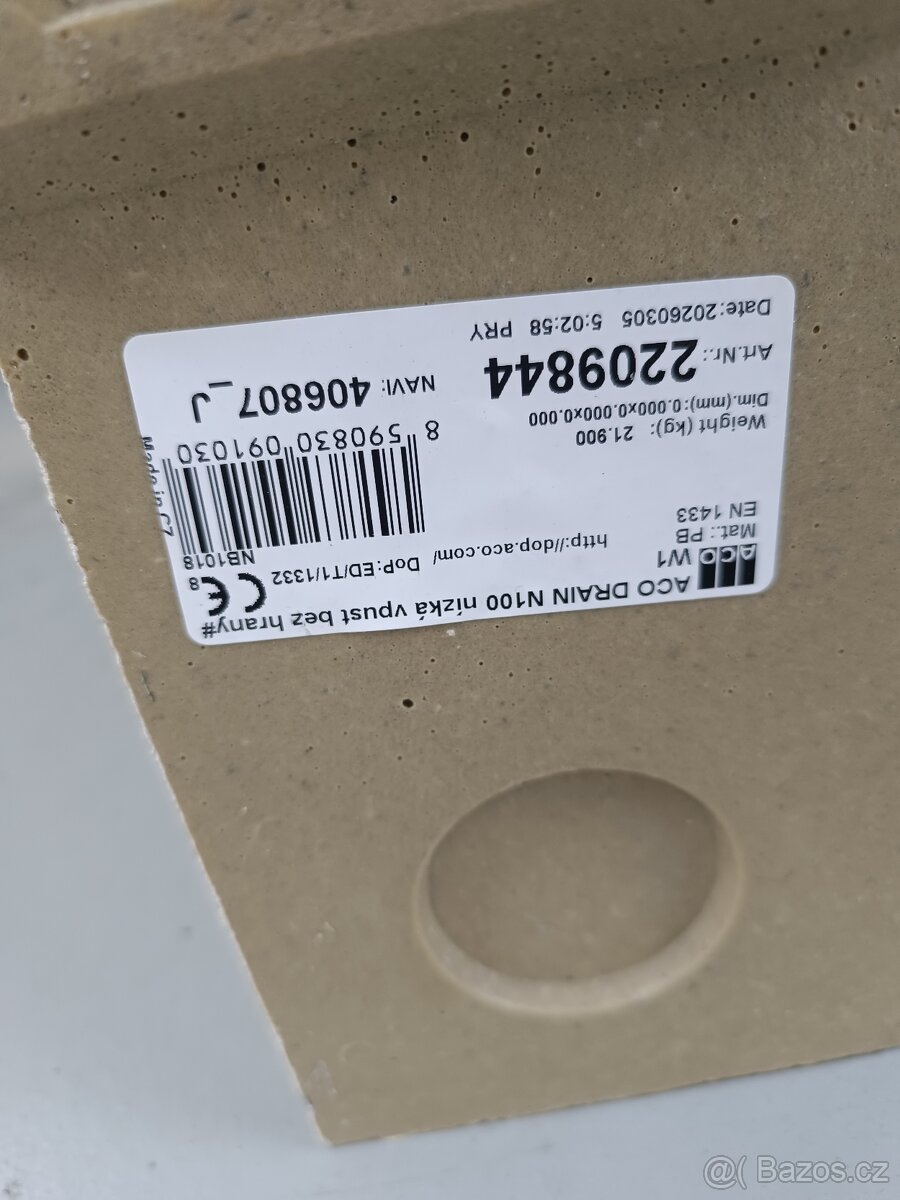 ACO DRAIN N100 nízká vpust bez hrany#
ACO W1
Mat.: PB
EN 1433
http://dop.aco.com/ DoP:ED/T1/1332
CE 8
NB1018
Weight (kg): 21.900
Dim.(mm):0.000x0.000x0.000
8 590830 091030
Made in CZ
Art.Nr.: 2209844
NAVI: 406807_J
Date:20260305 5:02:58 PRY
@( Bazos.cz